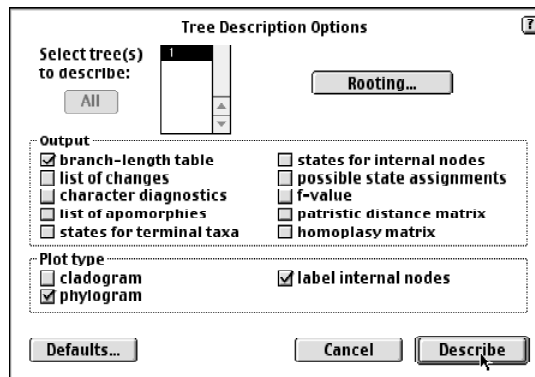 Tree Description Options
?
Select tree(s)
to describe:
1
All
Rooting...
Output
branch-length table
states for internal nodes
list of changes
possible state assignments
character diagnostics
f-value
list of apomorphies
patristic distance matrix
states for terminal taxa
homoplasy matrix
Plot type
cladogram
label internal nodes
phylogram
Defaults...
Cancel
Describe